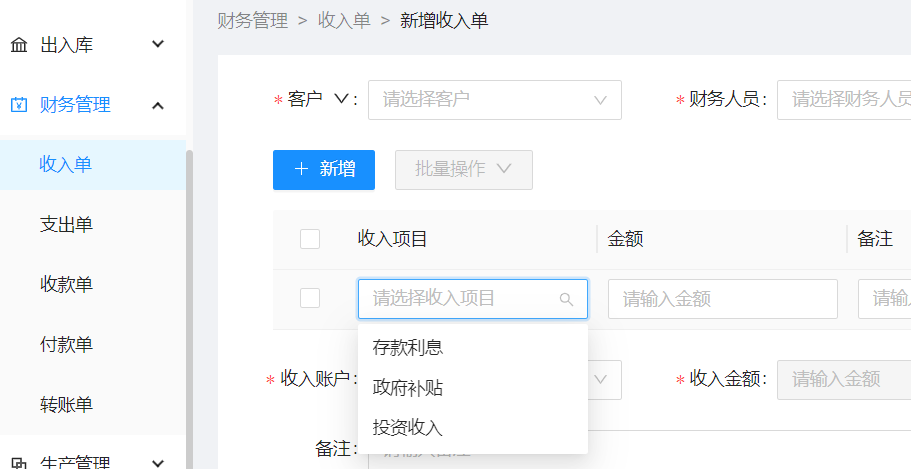 财务管理 > 收入单 > 新增收入单
出入库
财务管理
收入单
支出单
收款单
付款单
转账单
生产管理
* 客户 : 请选择客户
* 财务人员: 请选择财务人员
+ 新增 批量操作
收入项目 金额 备注
请选择收入项目 请输入金额 请输
存款利息
政府补贴
投资收入
* 收入账户:
* 收入金额: 请输入金额
备注: